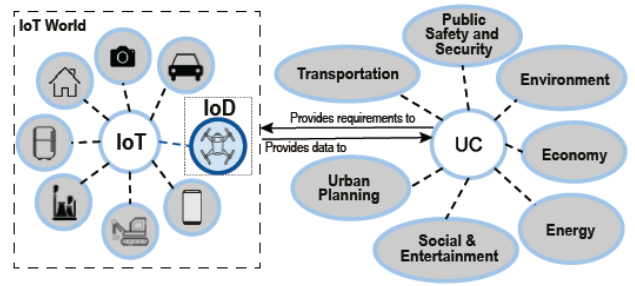 IoT World
IoT
IoD
Provides requirements to
Provides data to
UC
Public
Safety and
Security
Transportation
Environment
Economy
Urban
Planning
Energy
Social &
Entertainment